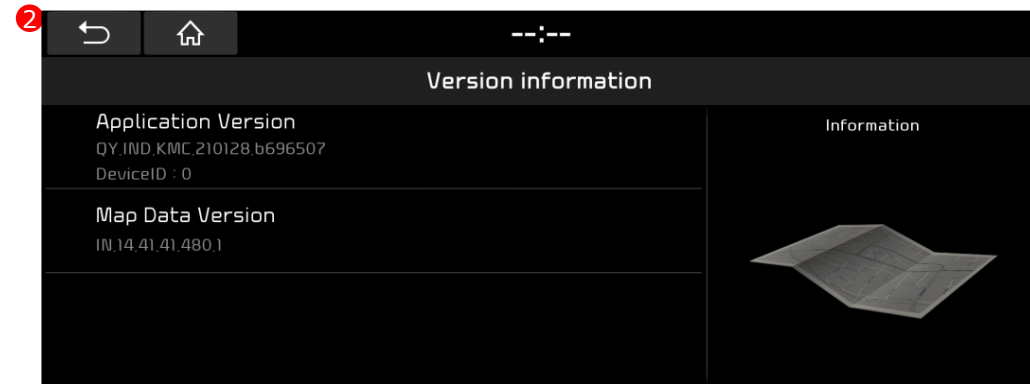 2
--:--
Version information
Application Version
QY.IND.KMC.210128.b696507
DeviceID : 0
Map Data Version
IN.14.41.41.480.1
Information